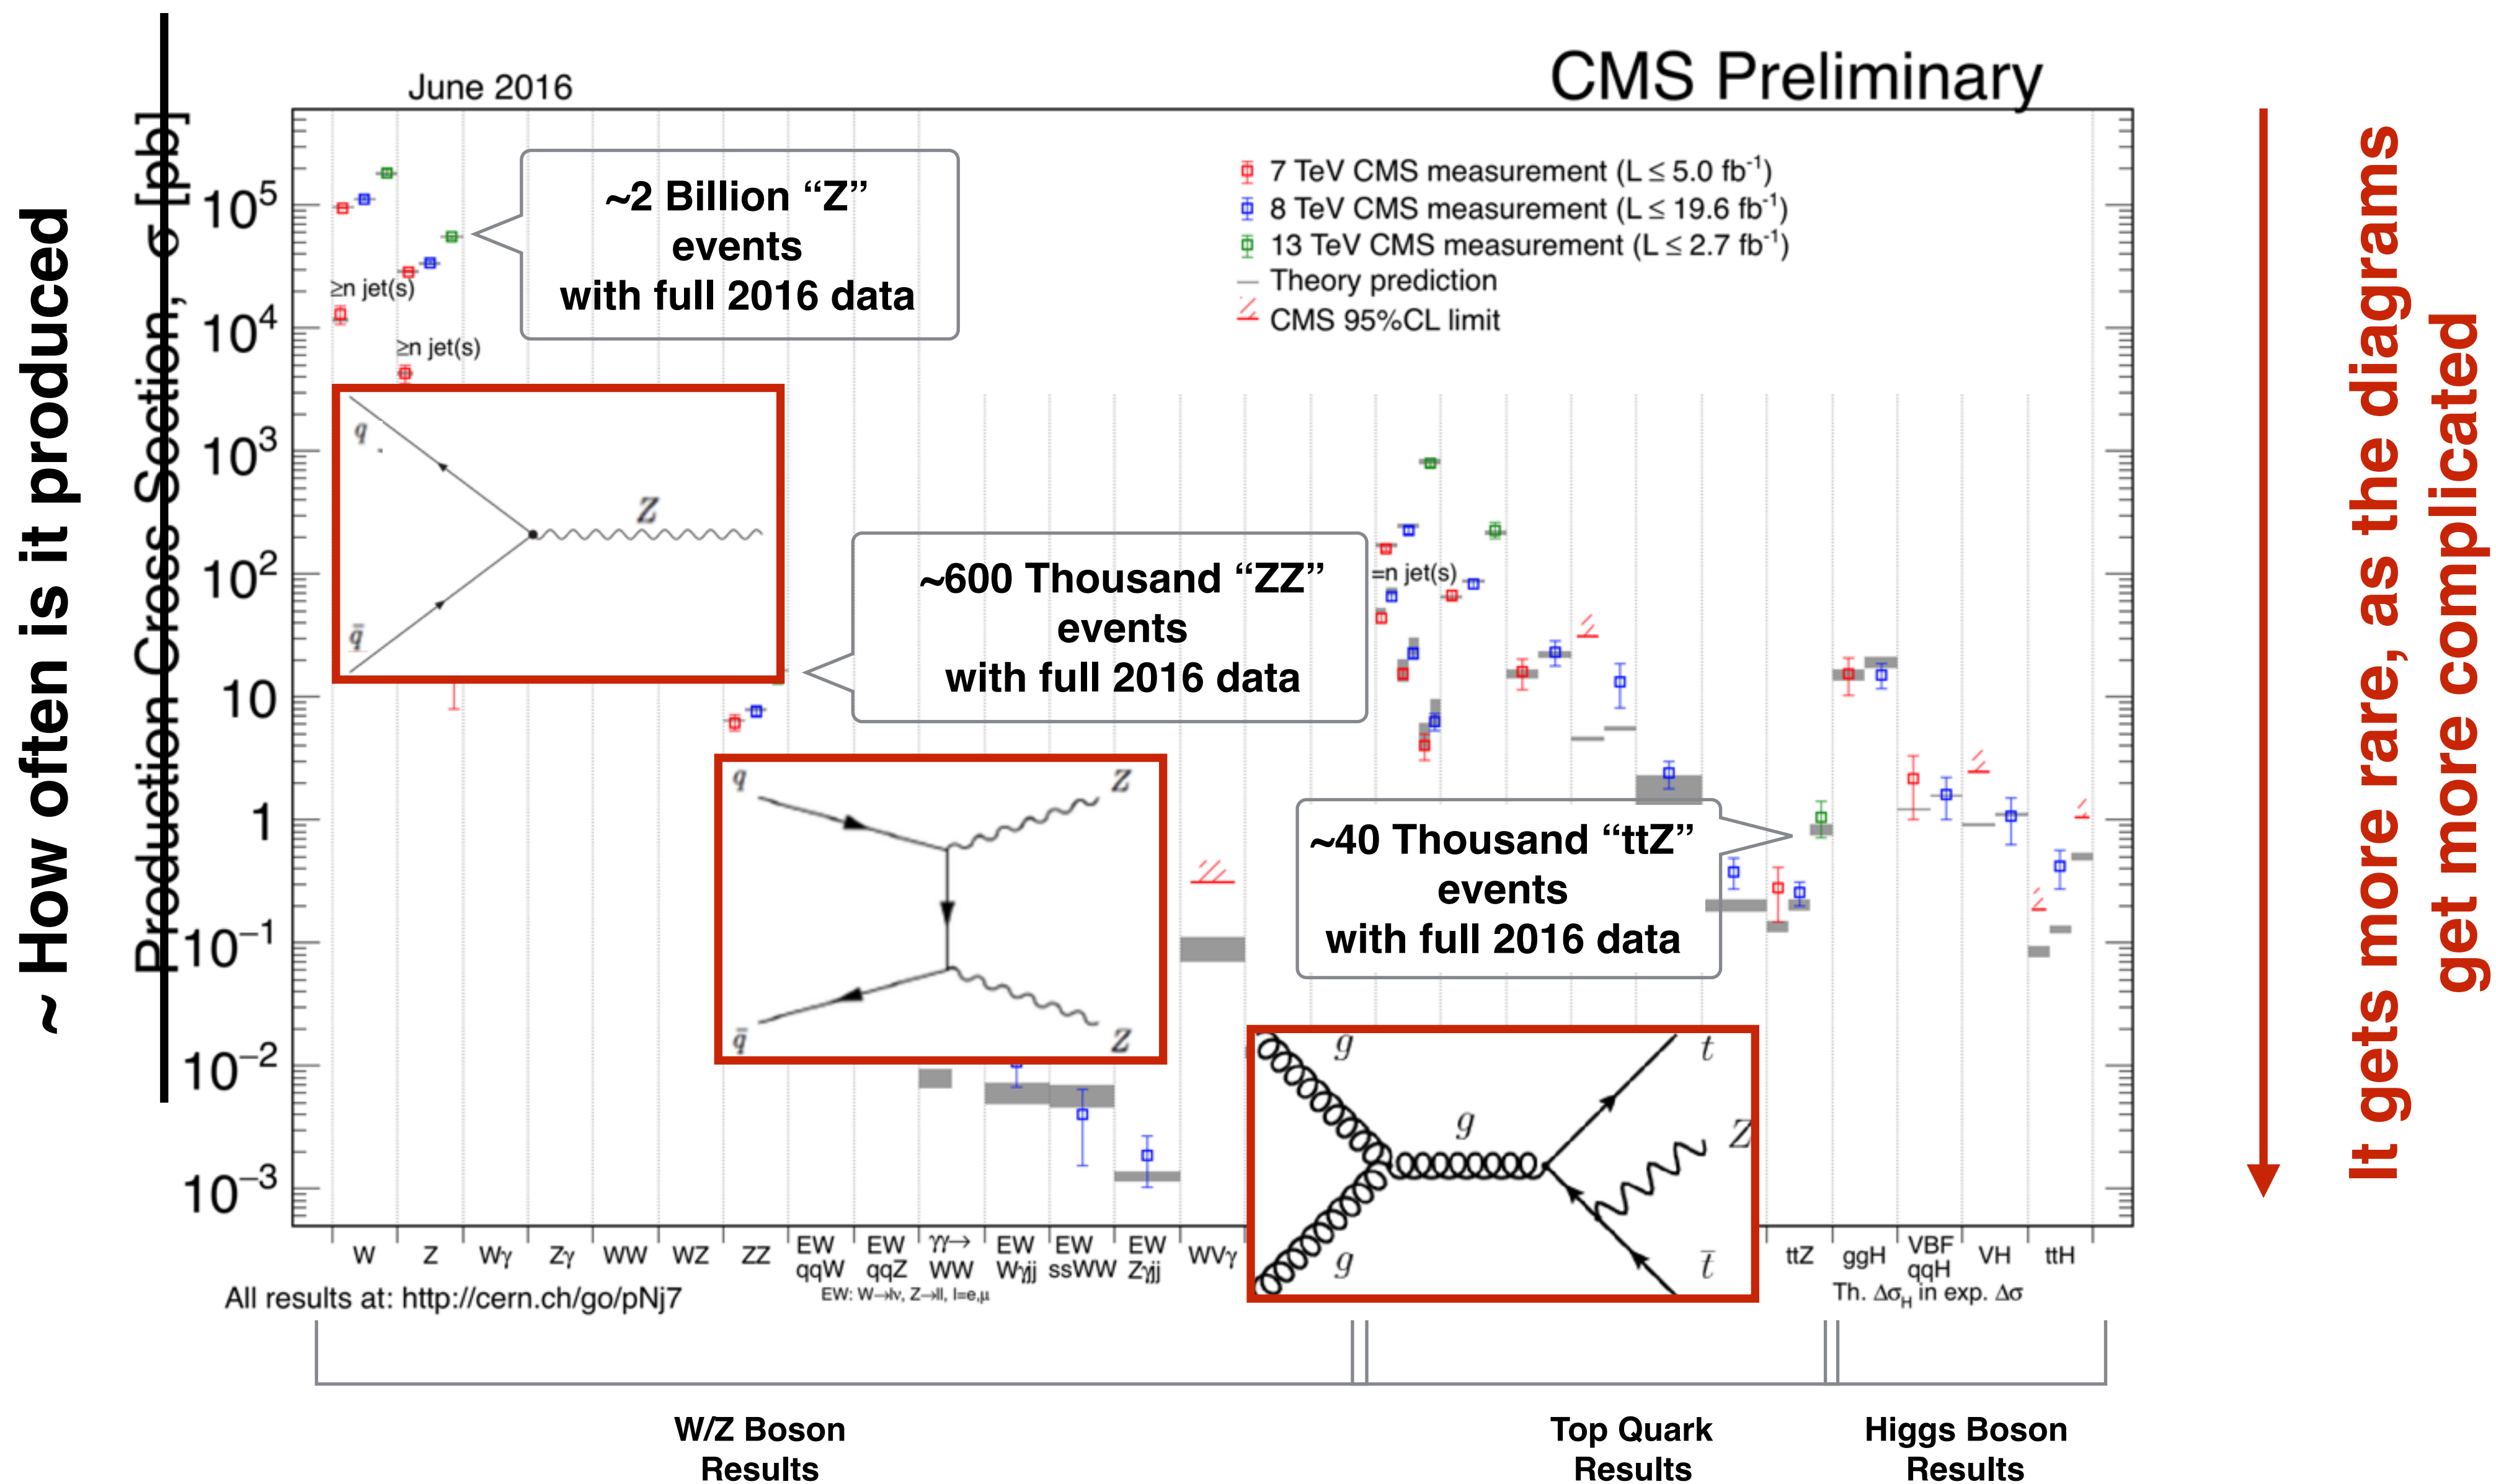 June 2016
CMS Preliminary
~ How often is it produced
Production Cross Section, σ [pb]
10⁵
10⁴
10³
10²
10
1
10⁻¹
10⁻²
10⁻³
~2 Billion “Z”
events
with full 2016 data
7 TeV CMS measurement (L ≤ 5.0 fb⁻¹)
8 TeV CMS measurement (L ≤ 19.6 fb⁻¹)
13 TeV CMS measurement (L ≤ 2.7 fb⁻¹)
Theory prediction
CMS 95%CL limit
≥n jet(s)
≥n jet(s)
q
Z
q̄
~600 Thousand “ZZ”
events
with full 2016 data
=n jet(s)
q
Z
q̄
Z
~40 Thousand “ttZ”
events
with full 2016 data
g
t
g
Z
g
t̄
W
Z
Wγ
Zγ
WW
WZ
ZZ
EW
qqW
EW
qqZ
γγ→
WW
EW
Wγjj
EW
ssWW
EW
Zγjj
WVγ
ttZ
ggH
VBF
qqH
VH
ttH
All results at: http://cern.ch/go/pNj7
EW: W→lν, Z→ll, l=e,μ
Th. Δσ_H in exp. Δσ
W/Z Boson
Results
Top Quark
Results
Higgs Boson
Results
It gets more rare, as the diagrams
get more complicated